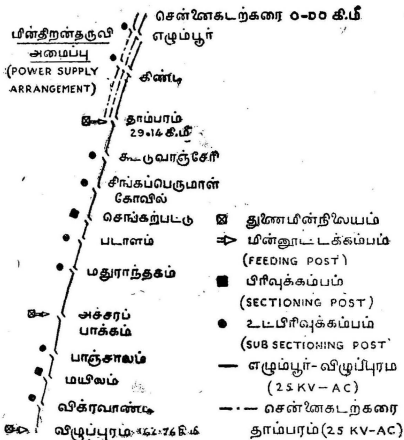 சென்னைகடற்கரை 0-00 கி.மீ
எழும்பூர்
மின்திறன்தருவி
அமைப்பு
(POWER SUPPLY
ARRANGEMENT)
கிண்டி
தாம்பரம்
29.14 கி.மீ
கூட்டுவாஞ்சேரி
சிங்கப்பெருமாள்
கோவில்
செங்கற்பட்டு
படாளம்
மதுராந்தகம்
அச்சரப்
பாக்கம்
பாஞ்சாலம்
மயிலம்
விக்ரவாண்டி
விழுப்புரம் 162.76 கி.மீ
துணைமின்நிலையம்
மின்னூட்டக்கம்பம்
(FEEDING POST)
பிரிவுக்கம்பம்
(SECTIONING POST)
உட்பிரிவுக்கம்பம்
(SUB SECTIONING POST)
எழும்பூர்-விழுப்புரம
(25 KV-AC)
சென்னைகடற்கரை
தாம்பரம் (25 KV-AC)